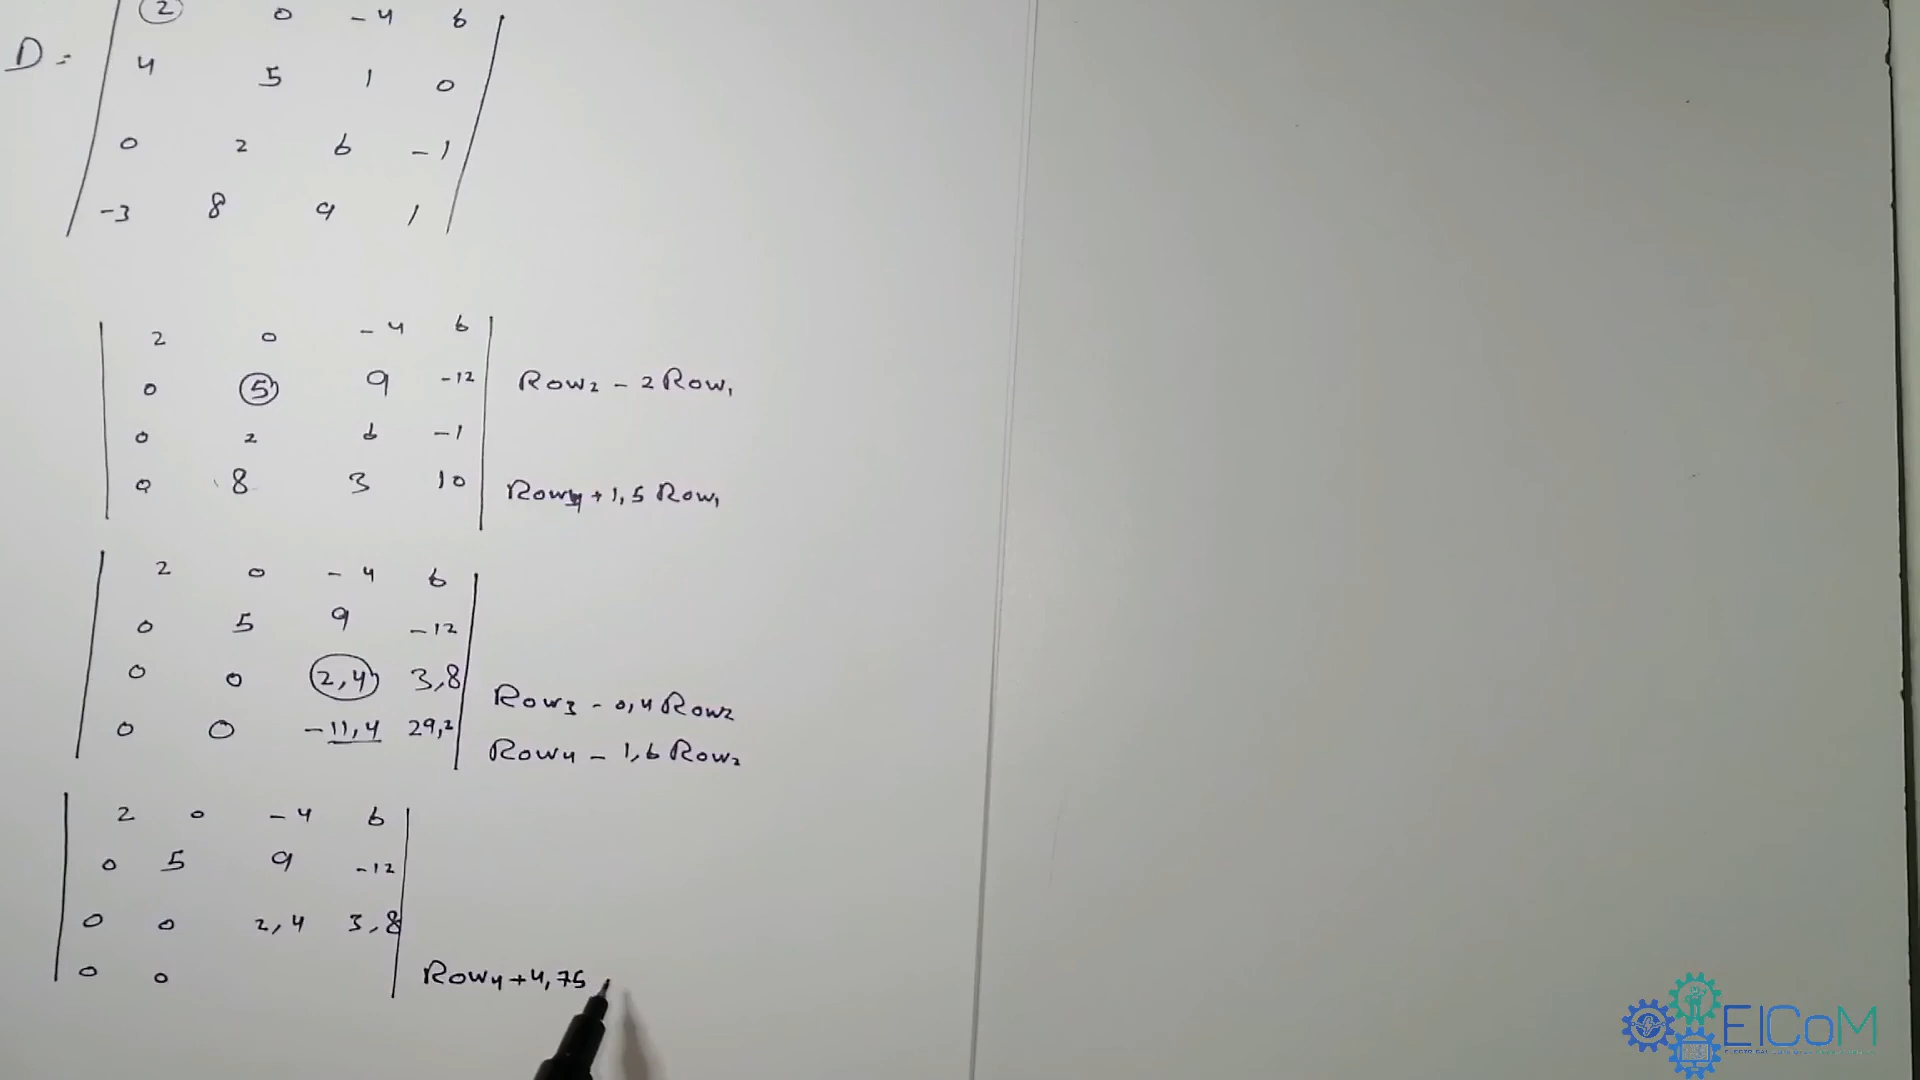 2 0 -4 6
D = 4 5 1 0
0 2 6 -1
-3 8 9 1
2 0 -4 6
0 5 9 -12 Row2 - 2 Row1
0 2 6 -1
0 8 3 10 Row4 + 1,5 Row1
2 0 -4 6
0 5 9 -12
0 0 2,4 3,8 Row3 - 0,4 Row2
0 0 -11,4 29,2 Row4 - 1,6 Row2
2 0 -4 6
0 5 9 -12
0 0 2,4 3,8
0 0 Row4 + 4,75
EICoM